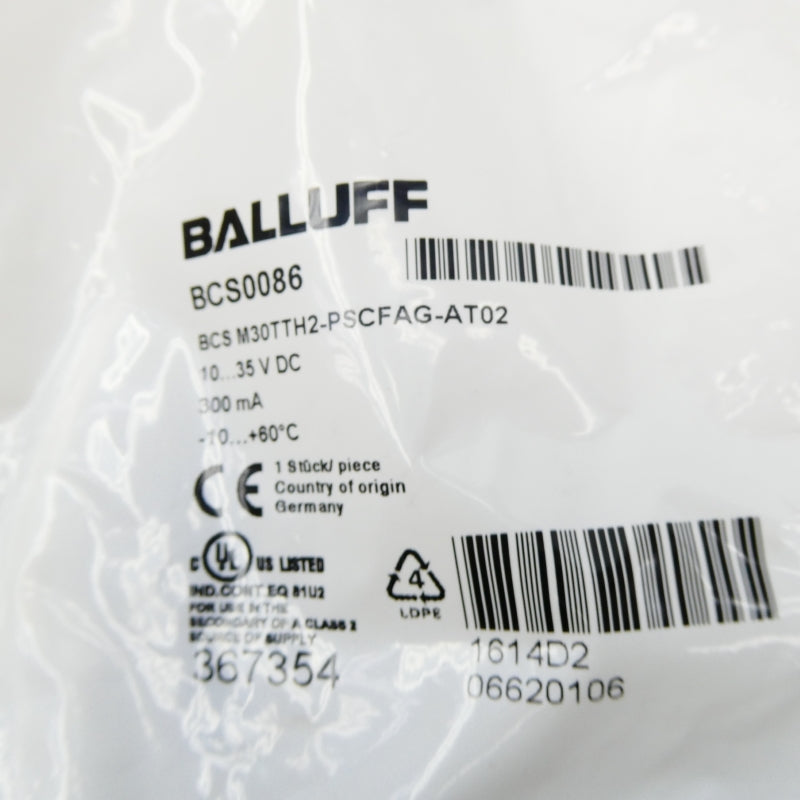 BALLUFF
BCS0086
BCS M30TTH2-PSCFAG-AT02
10...35 V DC
300 mA
-10...+60°C
CE
1 Stück/ piece
Country of origin
Germany
C UL US LISTED
IND.CONT.EQ 81U2
FOR USE IN THE
SECONDARY OF A CLASS 2
SOURCE OF SUPPLY
4
LDPE
367354
1614D2
06620106